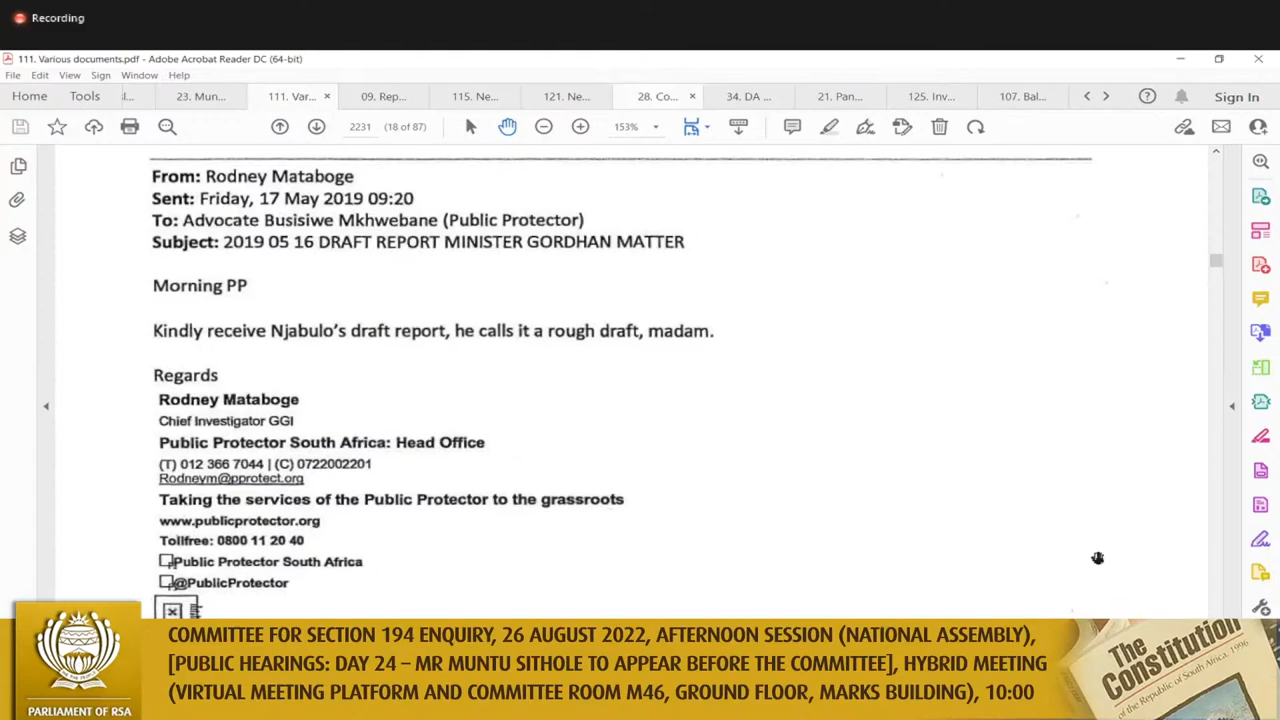 Recording
111. Various documents.pdf - Adobe Acrobat Reader DC (64-bit)
File Edit View Sign Window Help
Home Tools 23. Mun... 111. Var... × 09. Rep... 115. Ne... 121. Ne... 28. Co... × 34. DA ... 21. Pan... 125. Inv... 107. Bal... Sign In
2231 (18 of 87) 153%
From: Rodney Mataboge
Sent: Friday, 17 May 2019 09:20
To: Advocate Busisiwe Mkhwebane (Public Protector)
Subject: 2019 05 16 DRAFT REPORT MINISTER GORDHAN MATTER
Morning PP
Kindly receive Njabulo's draft report, he calls it a rough draft, madam.
Regards
Rodney Mataboge
Chief Investigator GGI
Public Protector South Africa: Head Office
(T) 012 366 7044 | (C) 0722002201
Rodneym@pprotect.org
Taking the services of the Public Protector to the grassroots
www.publicprotector.org
Tollfree: 0800 11 20 40
Public Protector South Africa
@PublicProtector
COMMITTEE FOR SECTION 194 ENQUIRY, 26 AUGUST 2022, AFTERNOON SESSION (NATIONAL ASSEMBLY),
[PUBLIC HEARINGS: DAY 24 – MR MUNTU SITHOLE TO APPEAR BEFORE THE COMMITTEE], HYBRID MEETING
(VIRTUAL MEETING PLATFORM AND COMMITTEE ROOM M46, GROUND FLOOR, MARKS BUILDING), 10:00
PARLIAMENT OF RSA
The
Constitution
of the Republic of South Africa, 1996